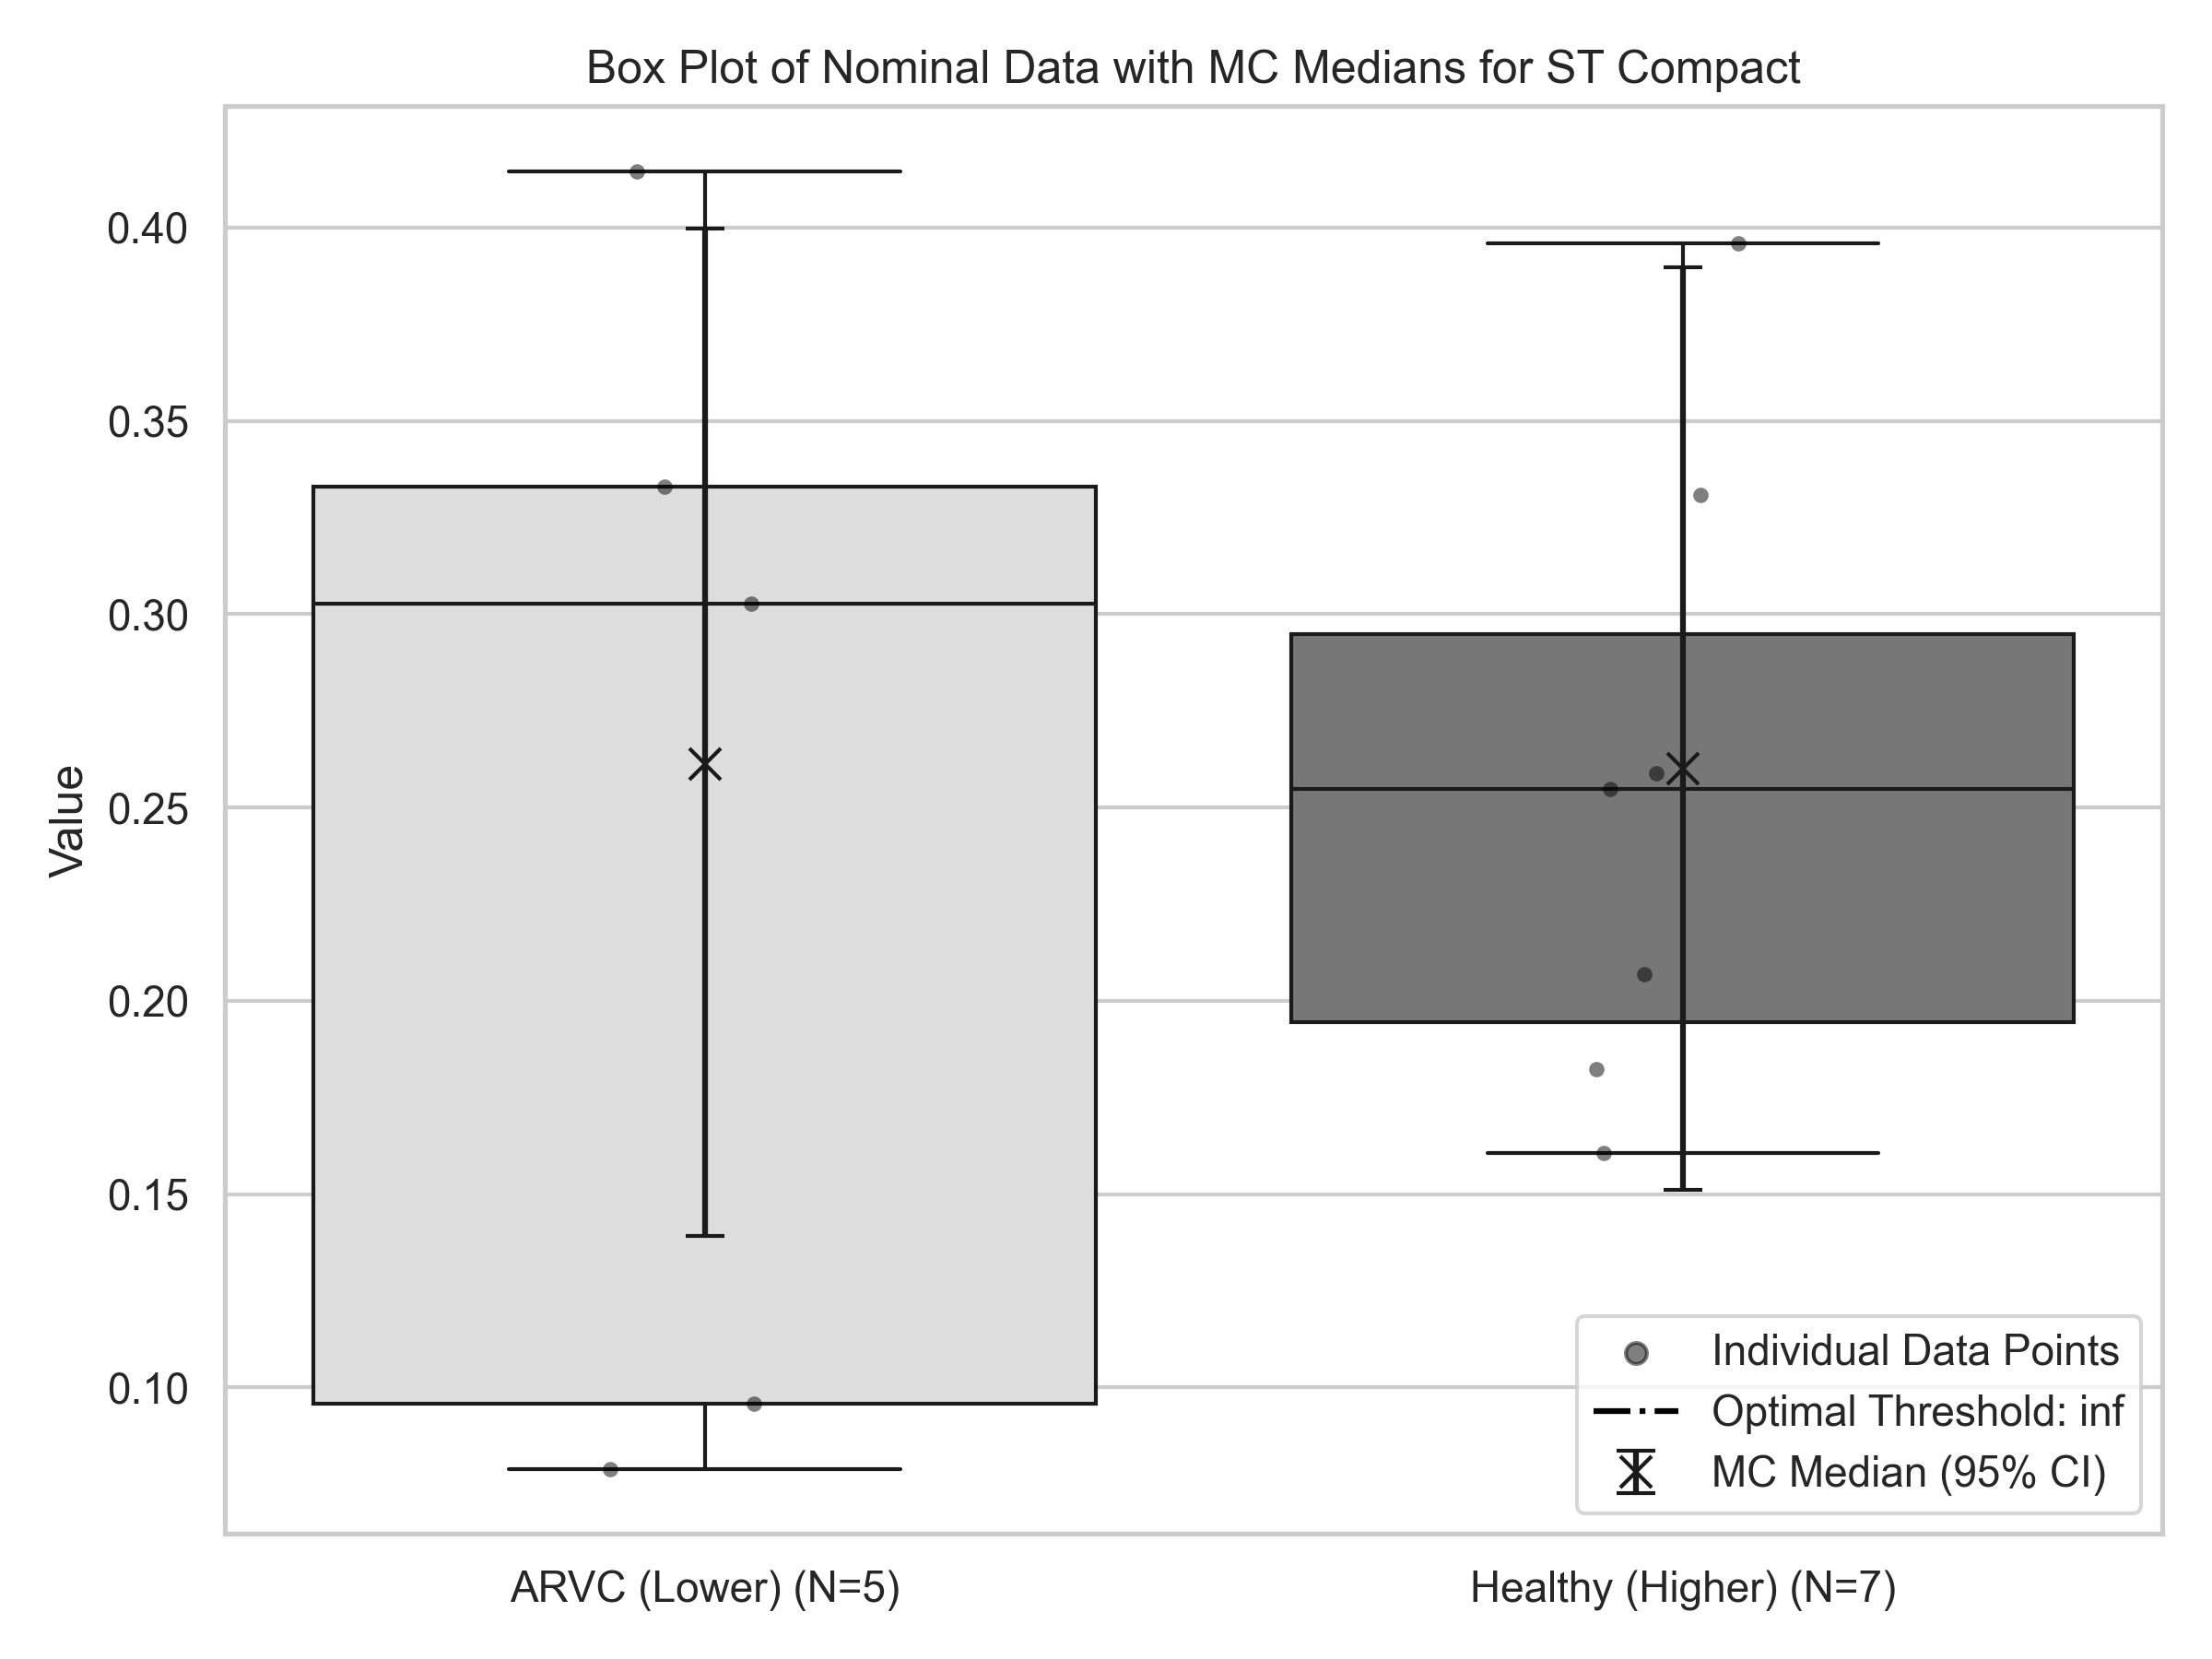 Box Plot of Nominal Data with MC Medians for ST Compact
Value
0.40
0.35
0.30
0.25
0.20
0.15
0.10
ARVC (Lower) (N=5)
Healthy (Higher) (N=7)
Individual Data Points
Optimal Threshold: inf
MC Median (95% CI)